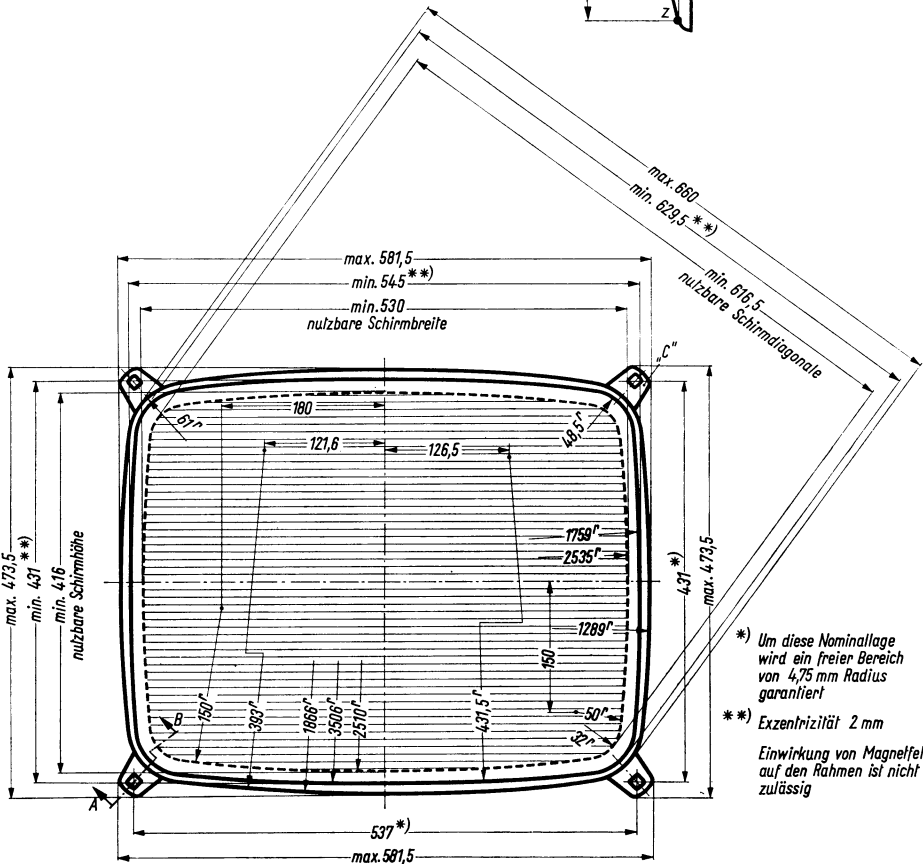 z
max. 660
min. 629,5 **)
min. 616,5
nutzbare Schirmdiagonale
max. 581,5
min. 545 **)
min. 530
nutzbare Schirmbreite
„C"
180
61r
48,5r
121,6
126,5
1759r
2535r
max. 473,5
min. 431 **)
min. 416
nutzbare Schirmhöhe
431 *)
max. 473,5
1289r
150
150r
393r
1866r
3506r
2510r
431,5r
50r
32r
B
A
537 *)
max. 581,5
*) Um diese Nominallage
wird ein freier Bereich
von 4,75 mm Radius
garantiert
**) Exzentrizität 2 mm
Einwirkung von Magnetfel
auf den Rahmen ist nicht
zulässig